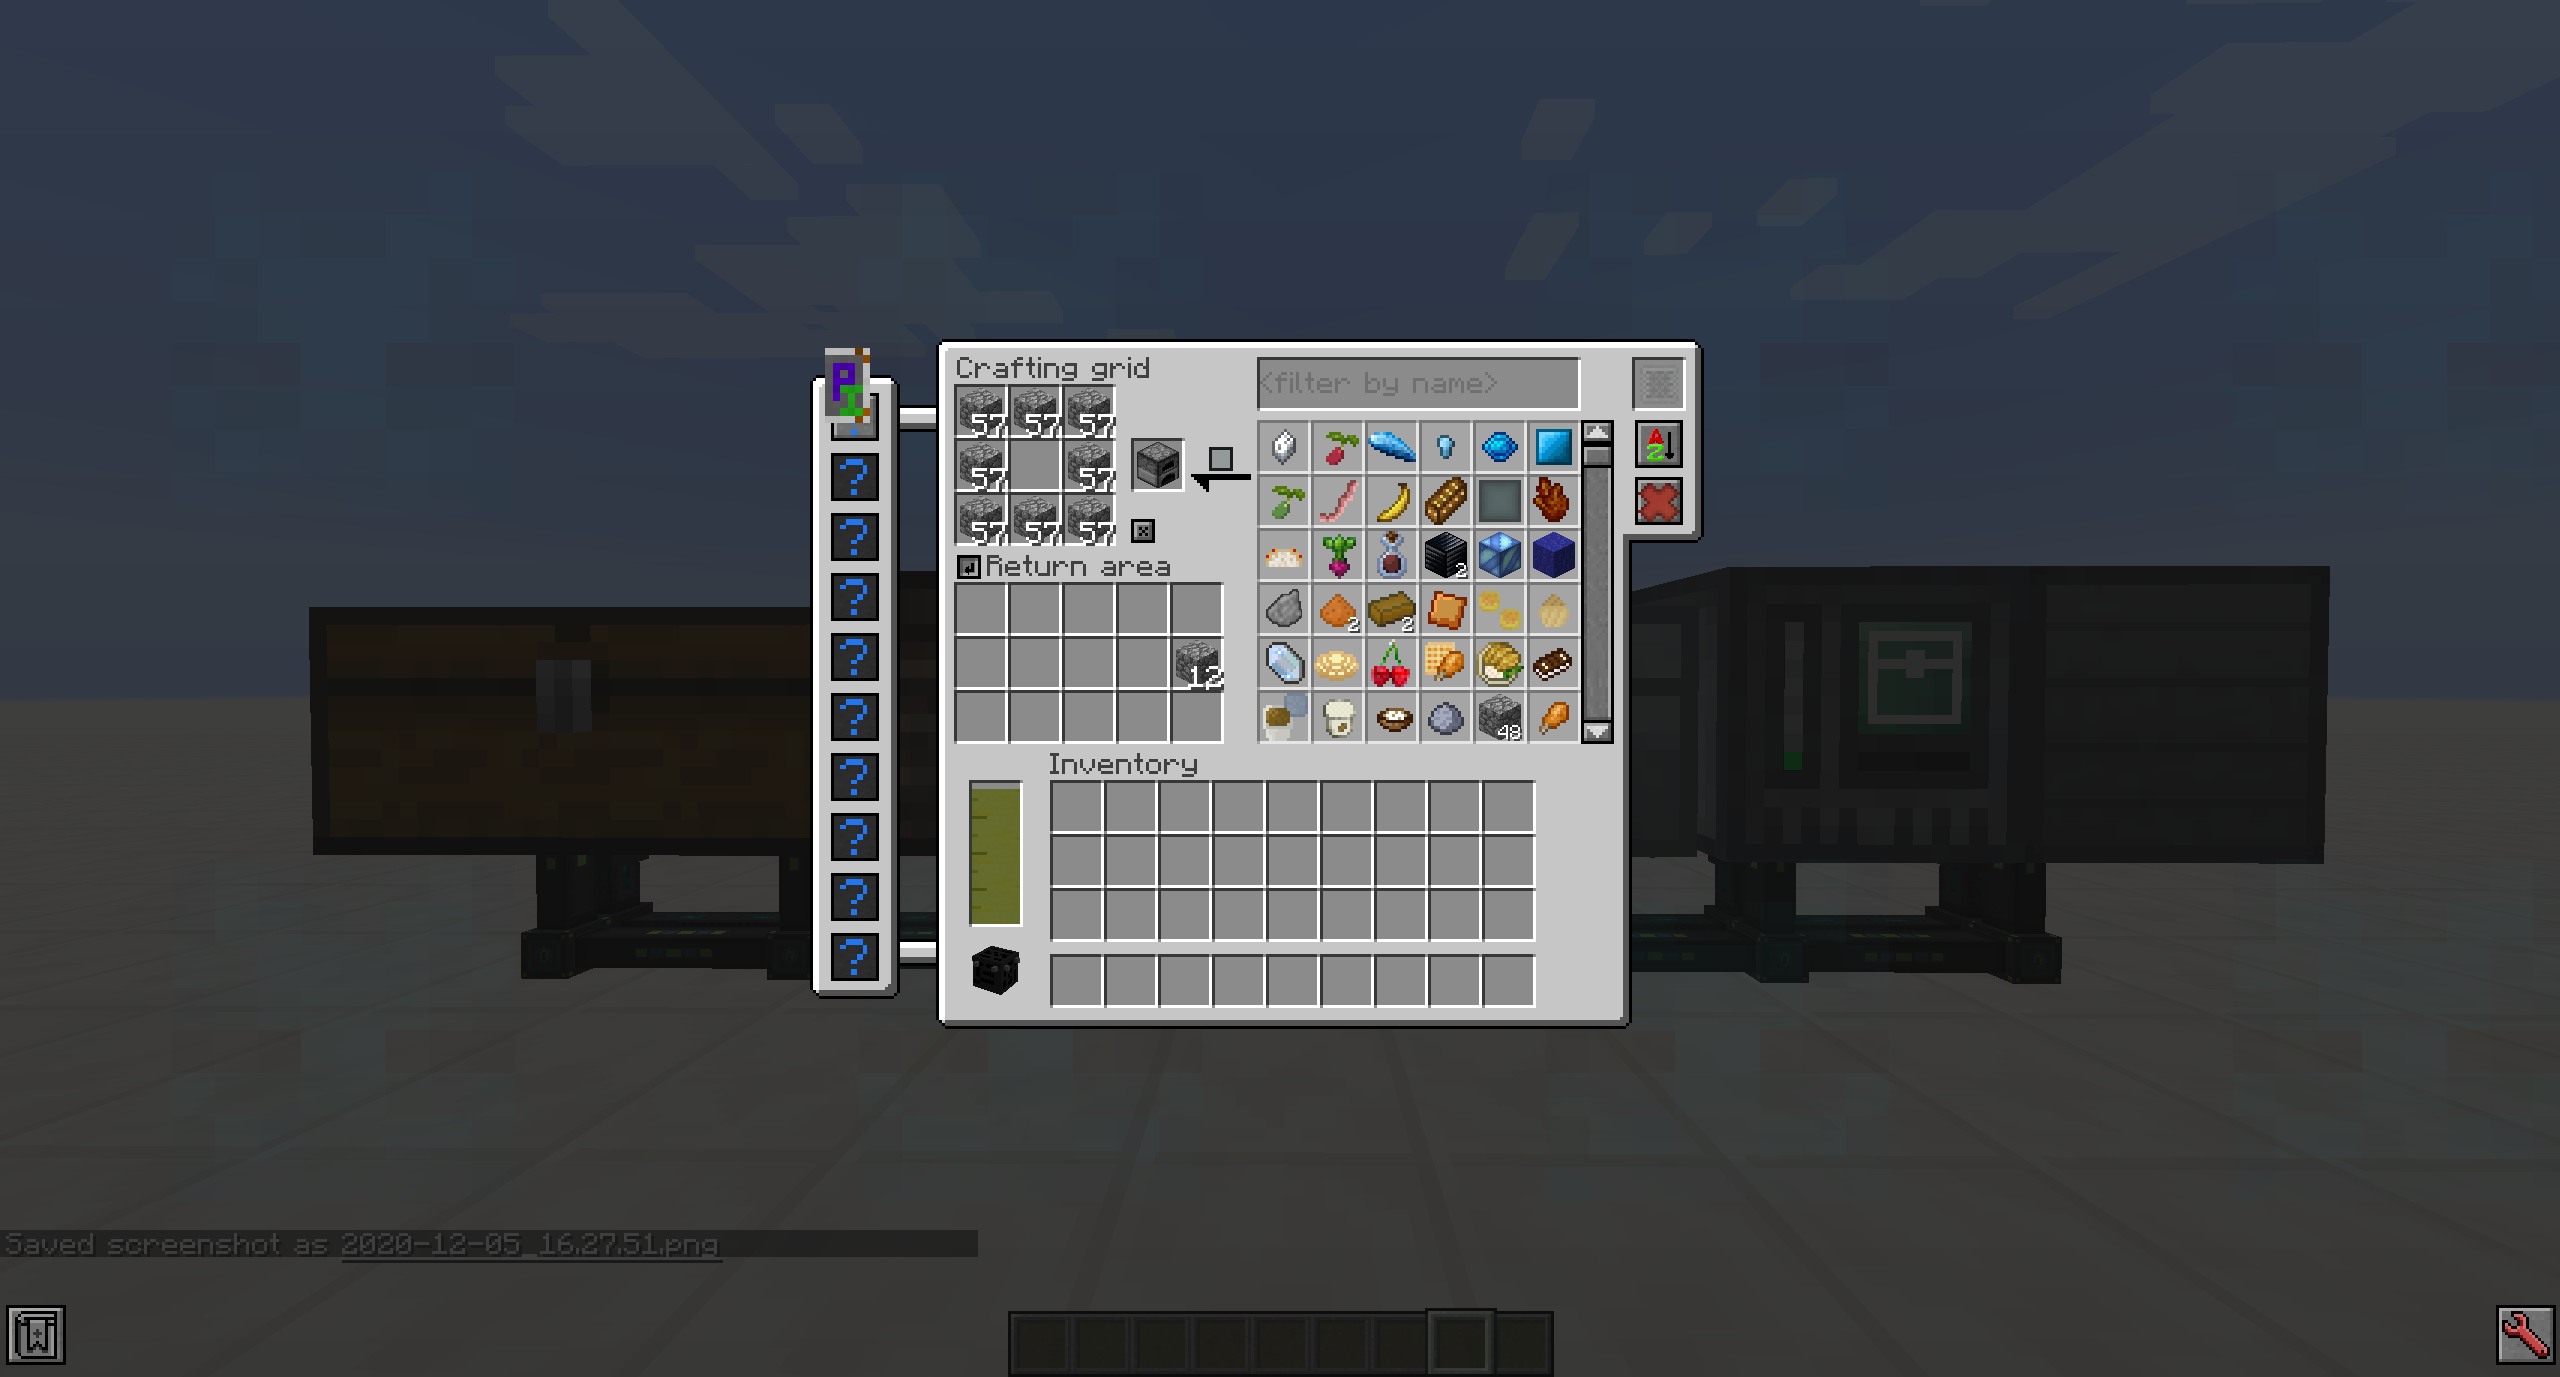 Crafting grid
<filter by name>
57 57 57
57 57
57 57 57
Return area
2
2 2
12
48
Inventory
?
?
?
?
?
?
?
?
?
Saved screenshot as 2020-12-05_16.27.51.png